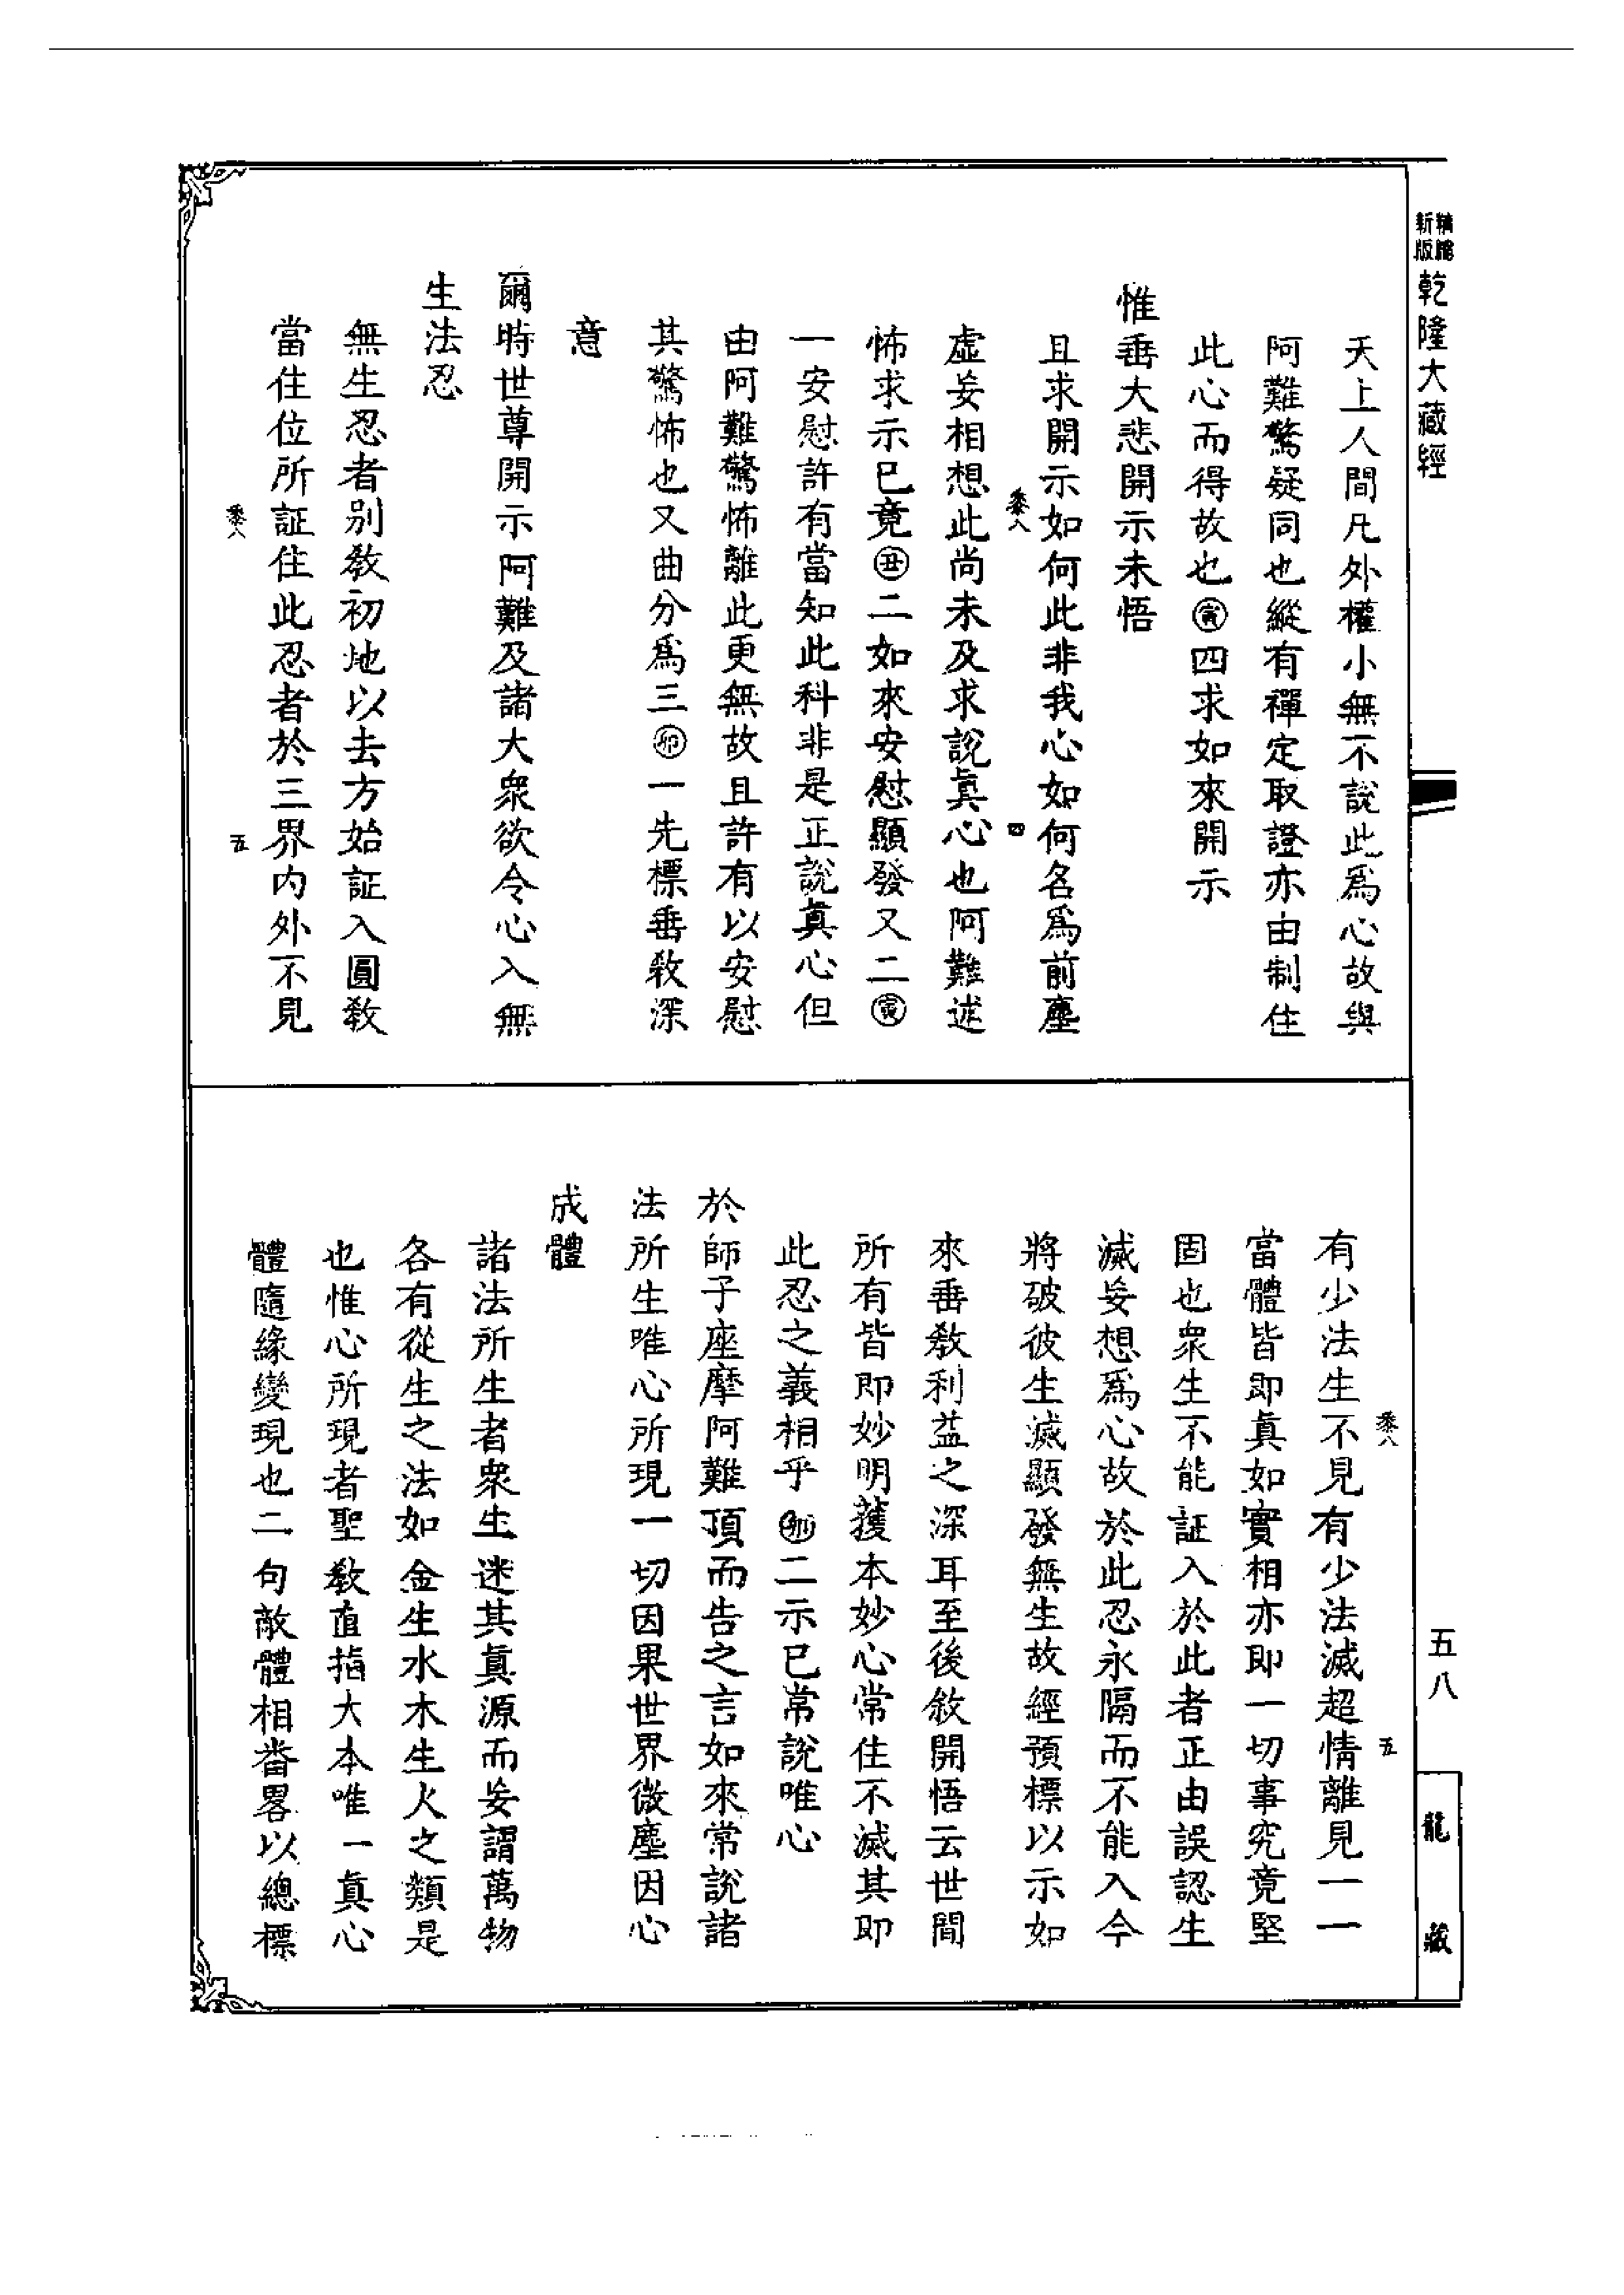 新版
精縮
乾隆大藏經
天上人間凡外權小無不說此爲心故與
阿難驚疑同也縱有禪定取證亦由制住
此心而得故也㊢四求如來開示
惟垂大悲開示未悟
且求開示如何此非我心如何名爲前塵
四
虛妄相想此尚未及求說眞心也阿難述
怖求示已竟㊄二如來安慰顯發又二㊢
一安慰許有當知此科非是正說眞心但
由阿難驚怖離此更無故且許有以安慰
其驚怖也又曲分爲三㊞一先標垂教深
意
爾時世尊開示阿難及諸大衆欲令心入無
生法忍
無生忍者別敎初地以去方始証入圓敎
當住位所証住此忍者於三界内外不見
五
有少法生不見有少法滅超情離見一一
當體皆即眞如實相亦即一切事究竟堅
固也衆生不能証入於此者正由誤認生
滅妄想爲心故於此忍永隔而不能入今
將破彼生滅顯發無生故經預標以示如
來垂敎利益之深耳至後敘開悟云世間
所有皆即妙明菩本妙心常住不滅其即
此忍之義相乎㊞二示已常說唯心
於師子座摩阿難頂而告之言如來常說諸
法所生唯心所現一切因果世界微塵因心
成體
諸法所生者衆生迷其眞源而妄謂萬物
各有從生之法如金生水木生火之類是
也惟心所現者聖敎直指大本唯一眞心
體隨緣變現也二句敵體相畨畧以總標
五
五八
龍藏